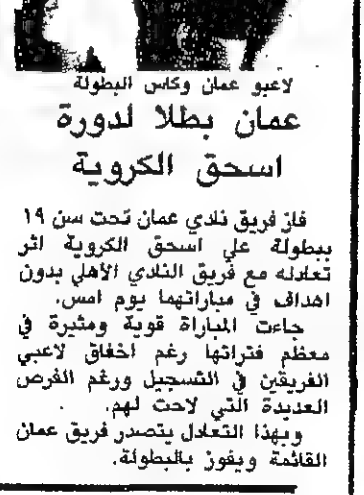 لاعبو عمان وكاس البطولة
عمان بطلا لدورة
اسحق الكروية
فاز فريق نادي عمان تحت سن ١٩
ببطولة علي اسحق الكروية اثر
تعادله مع فريق النادي الأهلي بدون
اهداف في مباراتهما يوم امس.
جاءت المباراة قوية ومثيرة في
معظم فتراتها رغم اخفاق لاعبي
الفريقين في التسجيل ورغم الفرص
العديدة التي لاحت لهم.
وبهذا التعادل يتصدر فريق عمان
القائمة ويفوز بالبطولة.